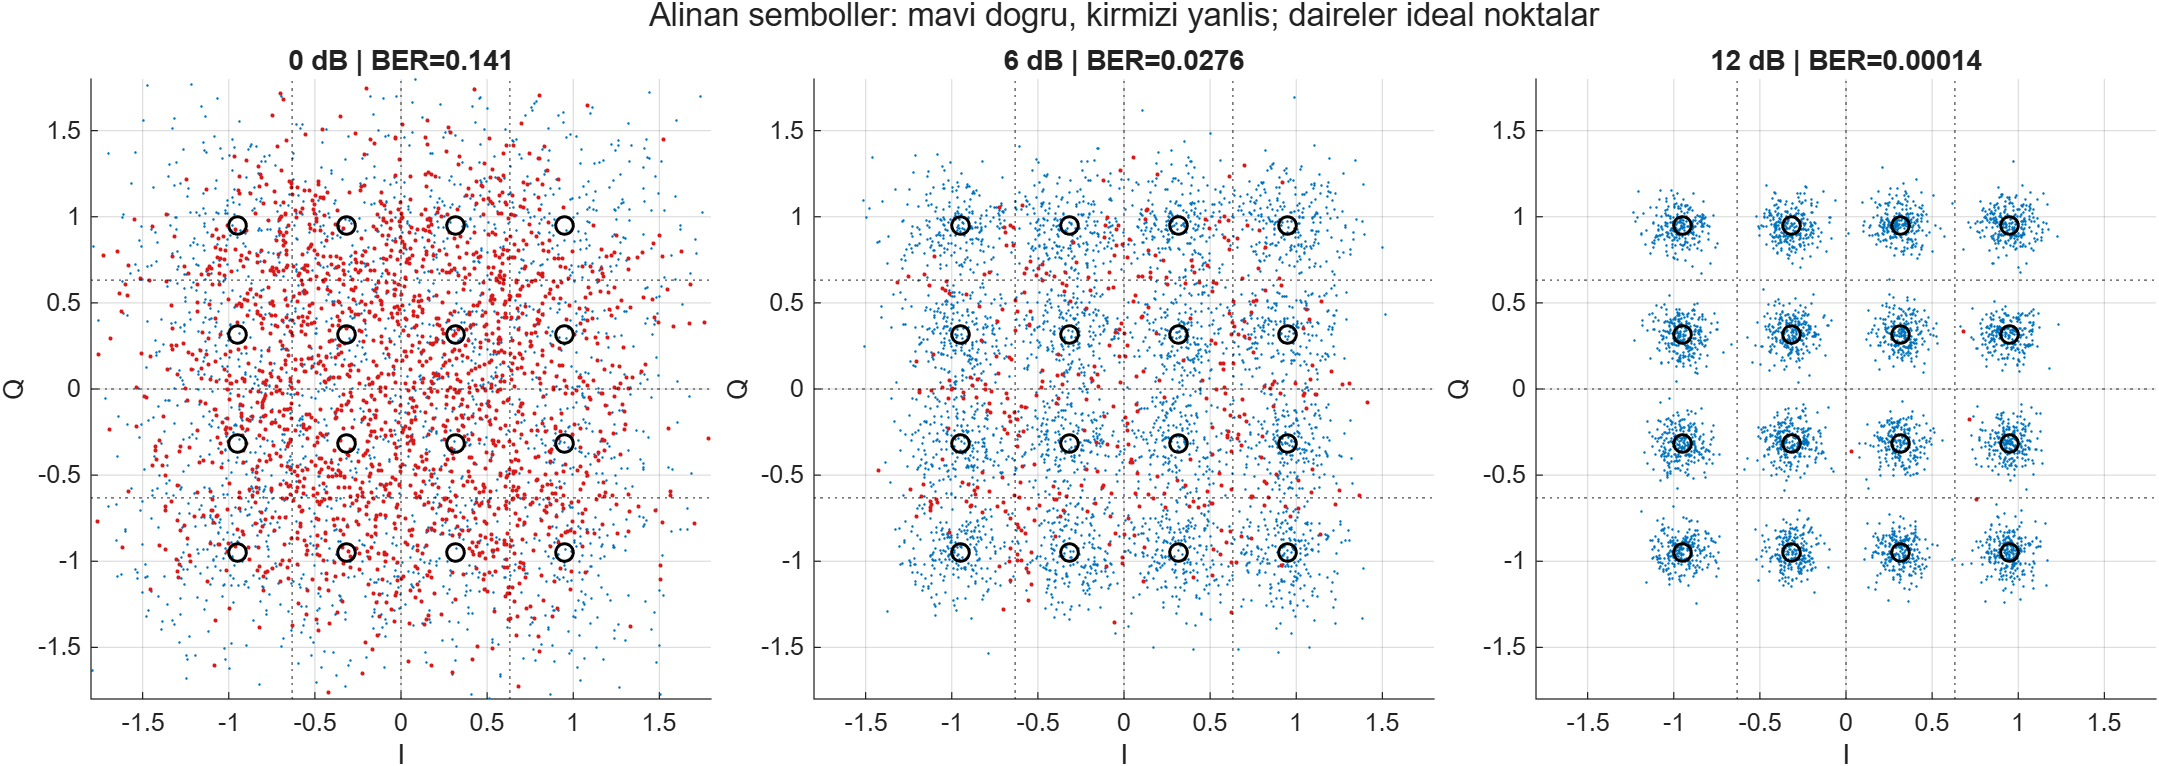 Alinan semboller: mavi dogru, kirmizi yanlis; daireler ideal noktalar
0 dB | BER=0.141
1.5
1
0.5
0
-0.5
-1
-1.5
Q
-1.5 -1 -0.5 0 0.5 1 1.5
I
6 dB | BER=0.0276
1.5
1
0.5
0
-0.5
-1
-1.5
Q
-1.5 -1 -0.5 0 0.5 1 1.5
I
12 dB | BER=0.00014
1.5
1
0.5
0
-0.5
-1
-1.5
Q
-1.5 -1 -0.5 0 0.5 1 1.5
I